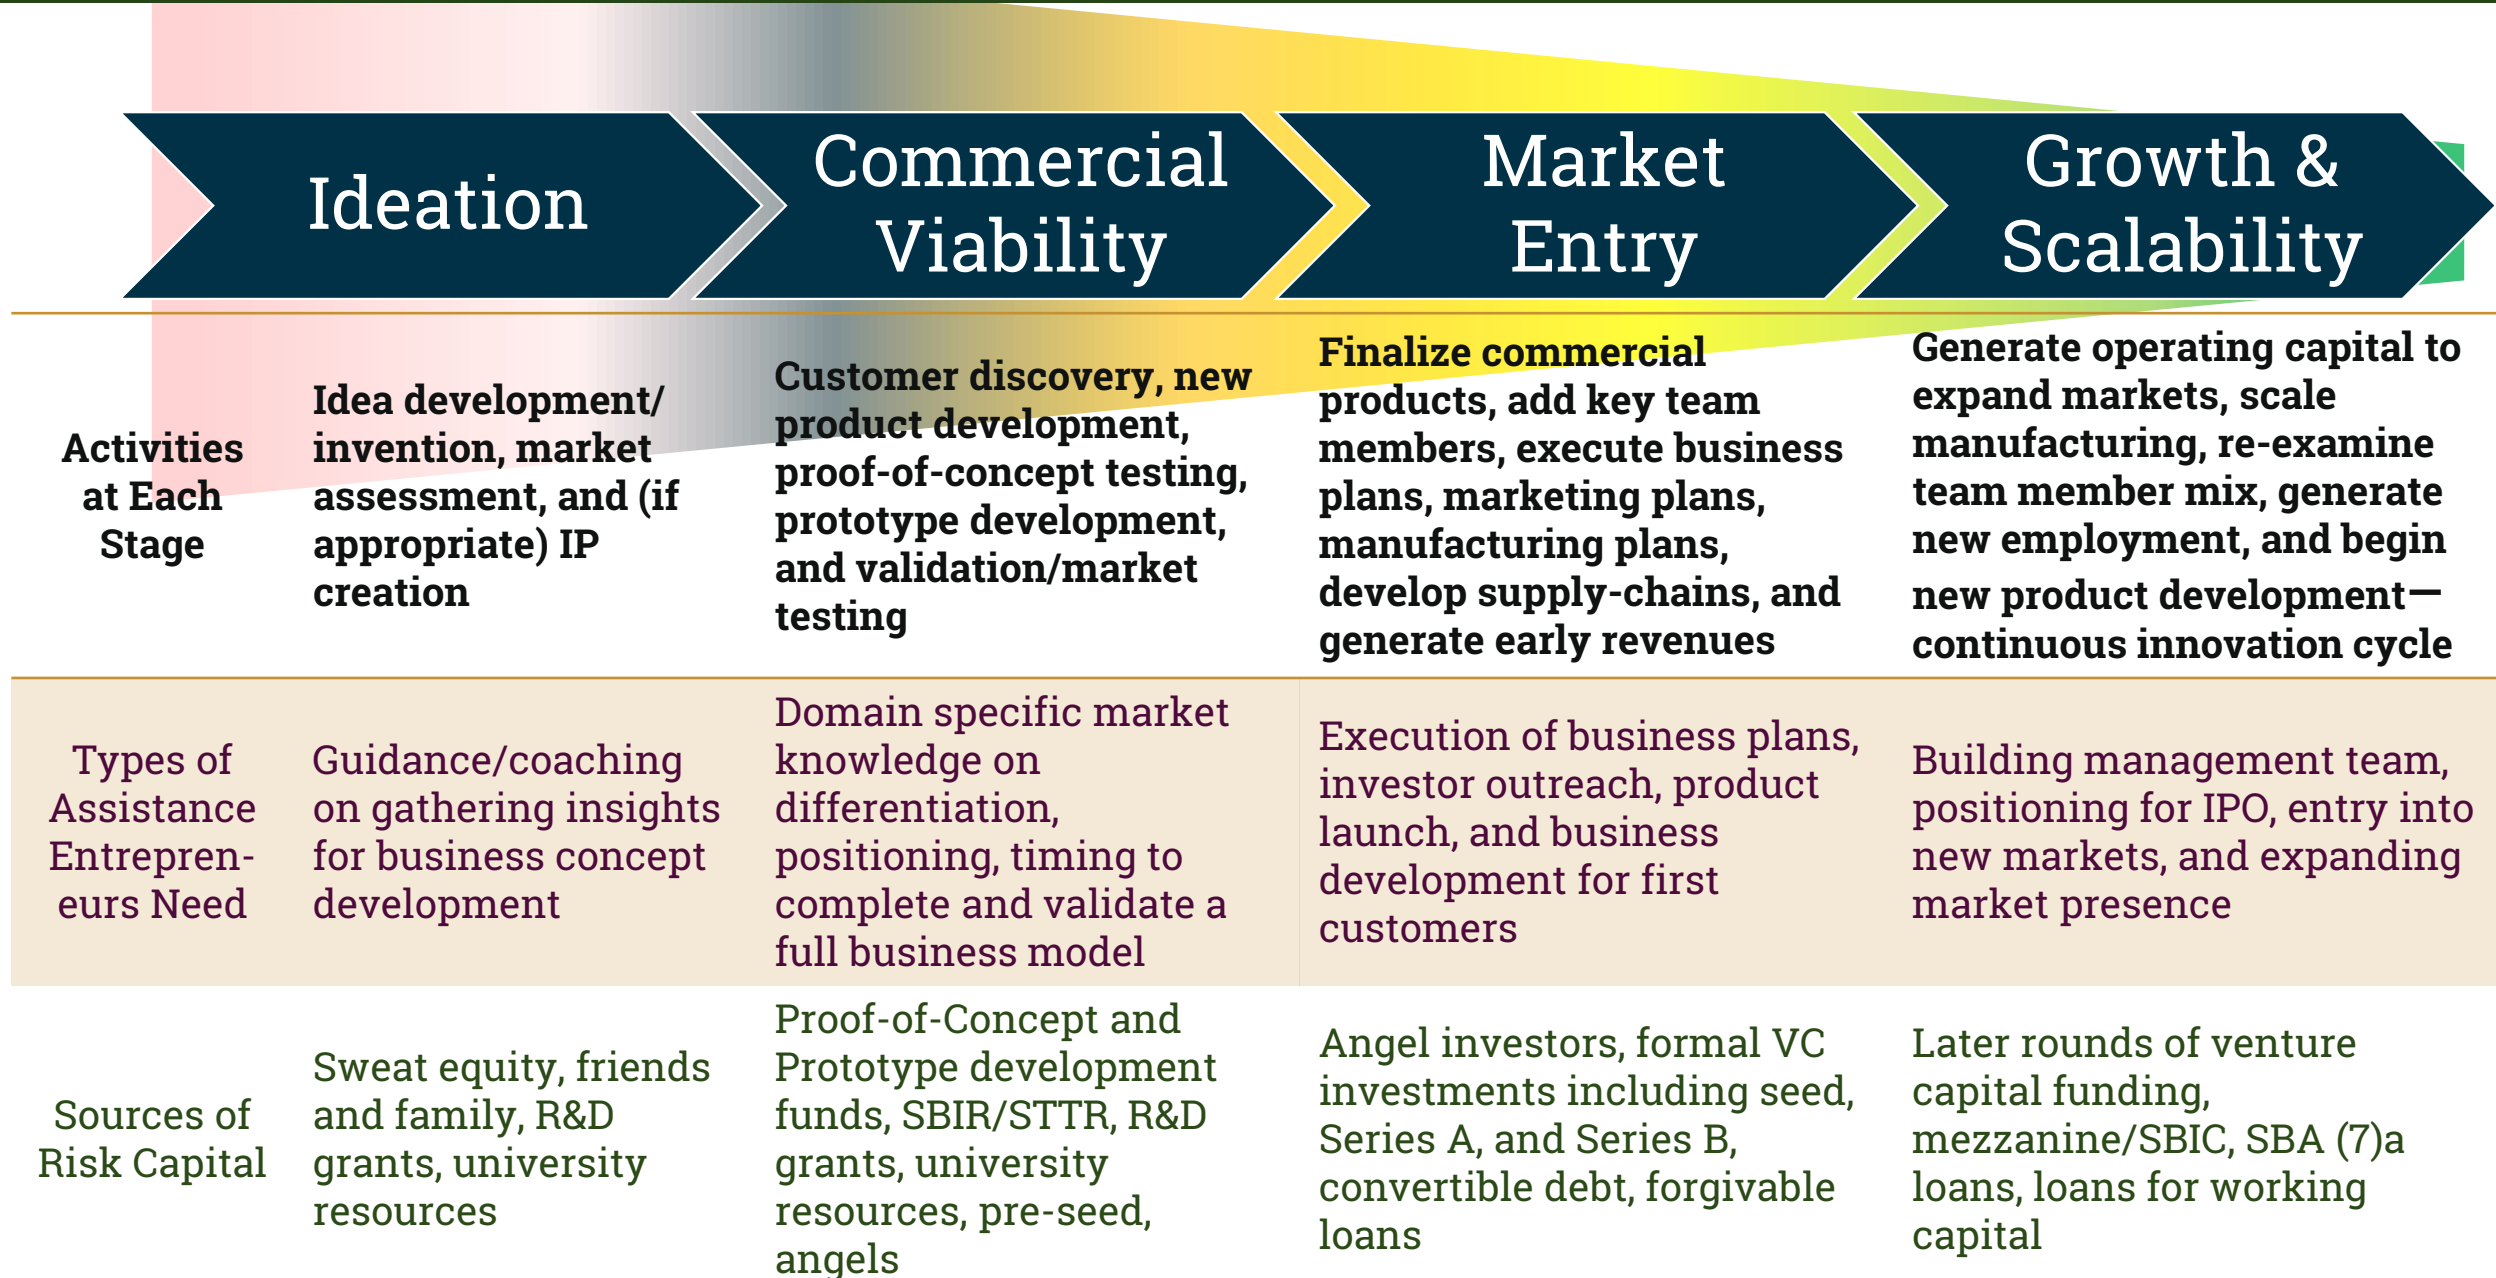 Ideation
Commercial
Viability
Market
Entry
Growth &
Scalability
Activities
at Each
Stage
Idea development/
invention, market
assessment, and (if
appropriate) IP
creation
Customer discovery, new
product development,
proof-of-concept testing,
prototype development,
and validation/market
testing
Finalize commercial
products, add key team
members, execute business
plans, marketing plans,
manufacturing plans,
develop supply-chains, and
generate early revenues
Generate operating capital to
expand markets, scale
manufacturing, re-examine
team member mix, generate
new employment, and begin
new product development—
continuous innovation cycle
Types of
Assistance
Entrepren-
eurs Need
Guidance/coaching
on gathering insights
for business concept
development
Domain specific market
knowledge on
differentiation,
positioning, timing to
complete and validate a
full business model
Execution of business plans,
investor outreach, product
launch, and business
development for first
customers
Building management team,
positioning for IPO, entry into
new markets, and expanding
market presence
Sources of
Risk Capital
Sweat equity, friends
and family, R&D
grants, university
resources
Proof-of-Concept and
Prototype development
funds, SBIR/STTR, R&D
grants, university
resources, pre-seed,
angels
Angel investors, formal VC
investments including seed,
Series A, and Series B,
convertible debt, forgivable
loans
Later rounds of venture
capital funding,
mezzanine/SBIC, SBA (7)a
loans, loans for working
capital